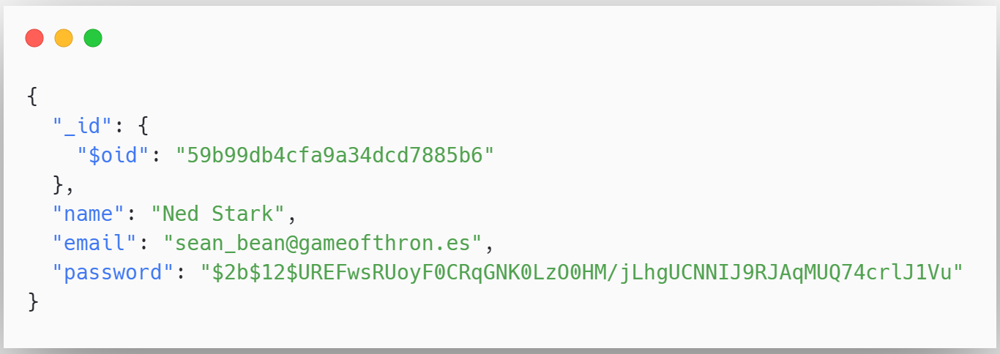 {
  "_id": {
    "$oid": "59b99db4cfa9a34dcd7885b6"
  },
  "name": "Ned Stark",
  "email": "sean_bean@gameofthron.es",
  "password": "$2b$12$UREFwsRUoyF0CRqGNK0LzO0HM/jLhgUCNNIJ9RJAqMUQ74crlJ1Vu"
}